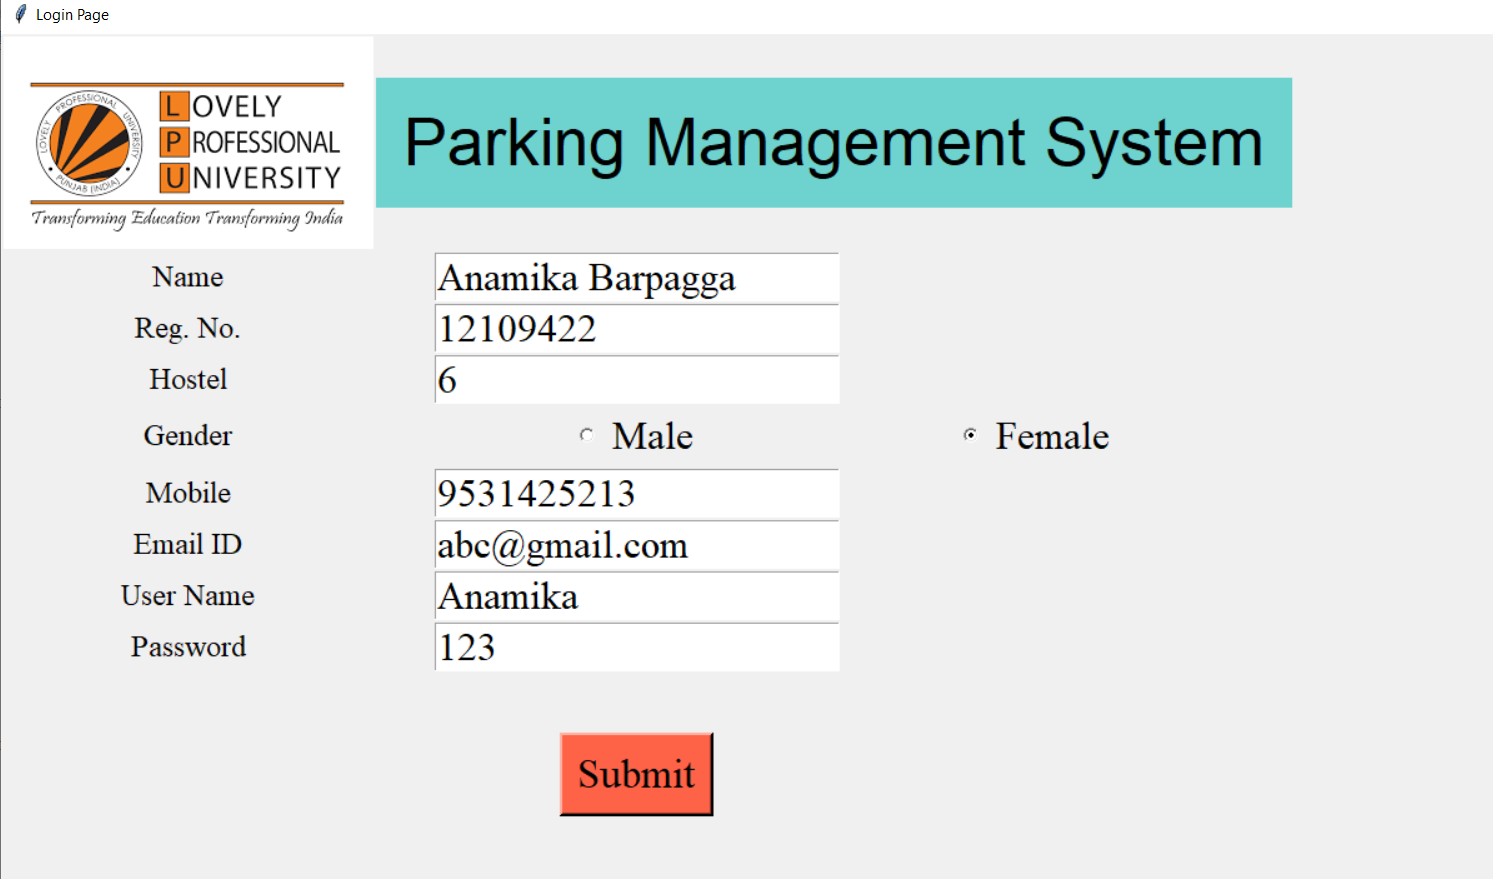 Login Page
LOVELY PROFESSIONAL UNIVERSITY
PUNJAB (INDIA)
LOVELY
PROFESSIONAL
UNIVERSITY
Transforming Education Transforming India
Parking Management System
Name Anamika Barpagga
Reg. No. 12109422
Hostel 6
Gender Male Female
Mobile 9531425213
Email ID abc@gmail.com
User Name Anamika
Password 123
Submit